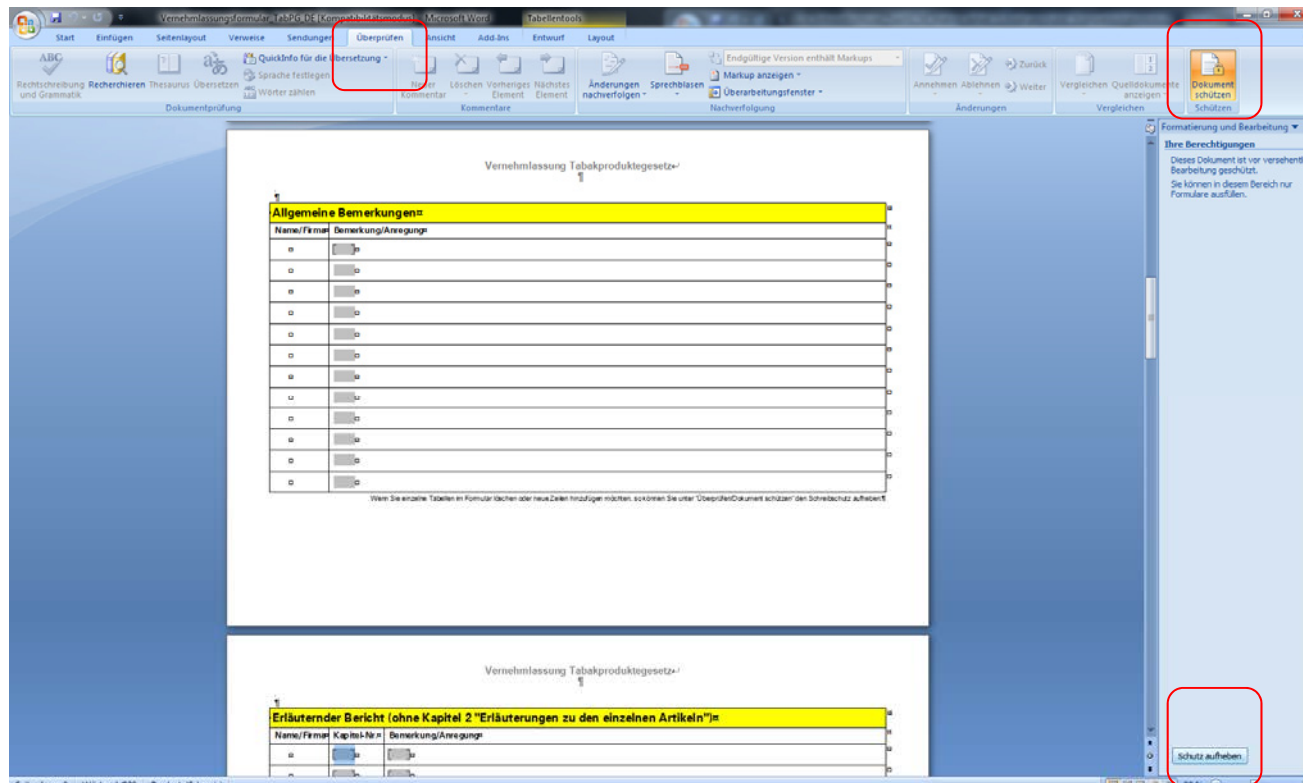 Vernehmlassungsformular_TabPG_DE [Kompatibilitätsmodus] - Microsoft Word Tabellentools
Start Einfügen Seitenlayout Verweise Sendungen Überprüfen Ansicht Add-Ins Entwurf Layout
Rechtschreibung und Grammatik
Recherchieren
Thesaurus
Übersetzen
QuickInfo für die Übersetzung
Sprache festlegen
Wörter zählen
Dokumentprüfung
Neuer Kommentar
Löschen
Vorheriges Element
Nächstes Element
Kommentare
Änderungen nachverfolgen
Sprechblasen
Endgültige Version enthält Markups
Markup anzeigen
Überarbeitungsfenster
Nachverfolgung
Annehmen
Ablehnen
Zurück
Weiter
Änderungen
Vergleichen
Quelldokumente anzeigen
Vergleichen
Dokument schützen
Schützen
Vernehmlassung Tabakproduktegesetz
Allgemeine Bemerkungen
Name/Firma Bemerkung/Anregung
Wenn Sie einzelne Tabellen im Formular löschen oder neue Zeilen hinzufügen möchten, so können Sie unter "Überprüfen/Dokument schützen" den Schreibschutz aufheben
Vernehmlassung Tabakproduktegesetz
Erläuternder Bericht (ohne Kapitel 2 "Erläuterungen zu den einzelnen Artikeln")
Name/Firma Kapitel-Nr. Bemerkung/Anregung
Formatierung und Bearbeitung
Ihre Berechtigungen
Dieses Dokument ist vor versehentl
Bearbeitung geschützt.
Sie können in diesem Bereich nur
Formulare ausfüllen.
Schutz aufheben